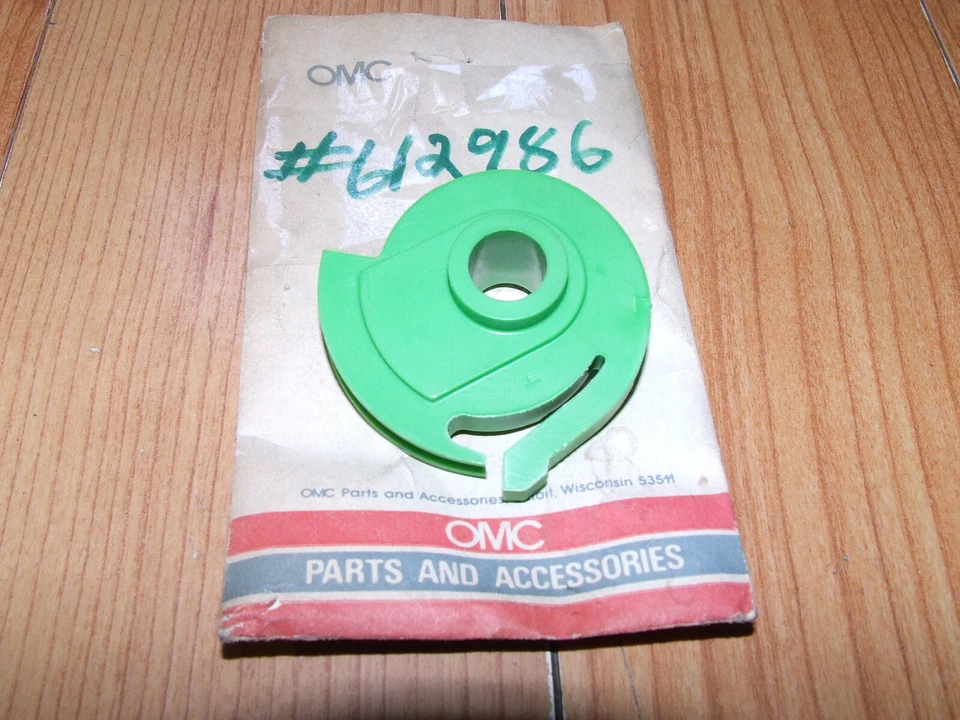 OMC
#612986
OMC Parts and Accessories, Wisconsin 53511
OMC
PARTS AND ACCESSORIES